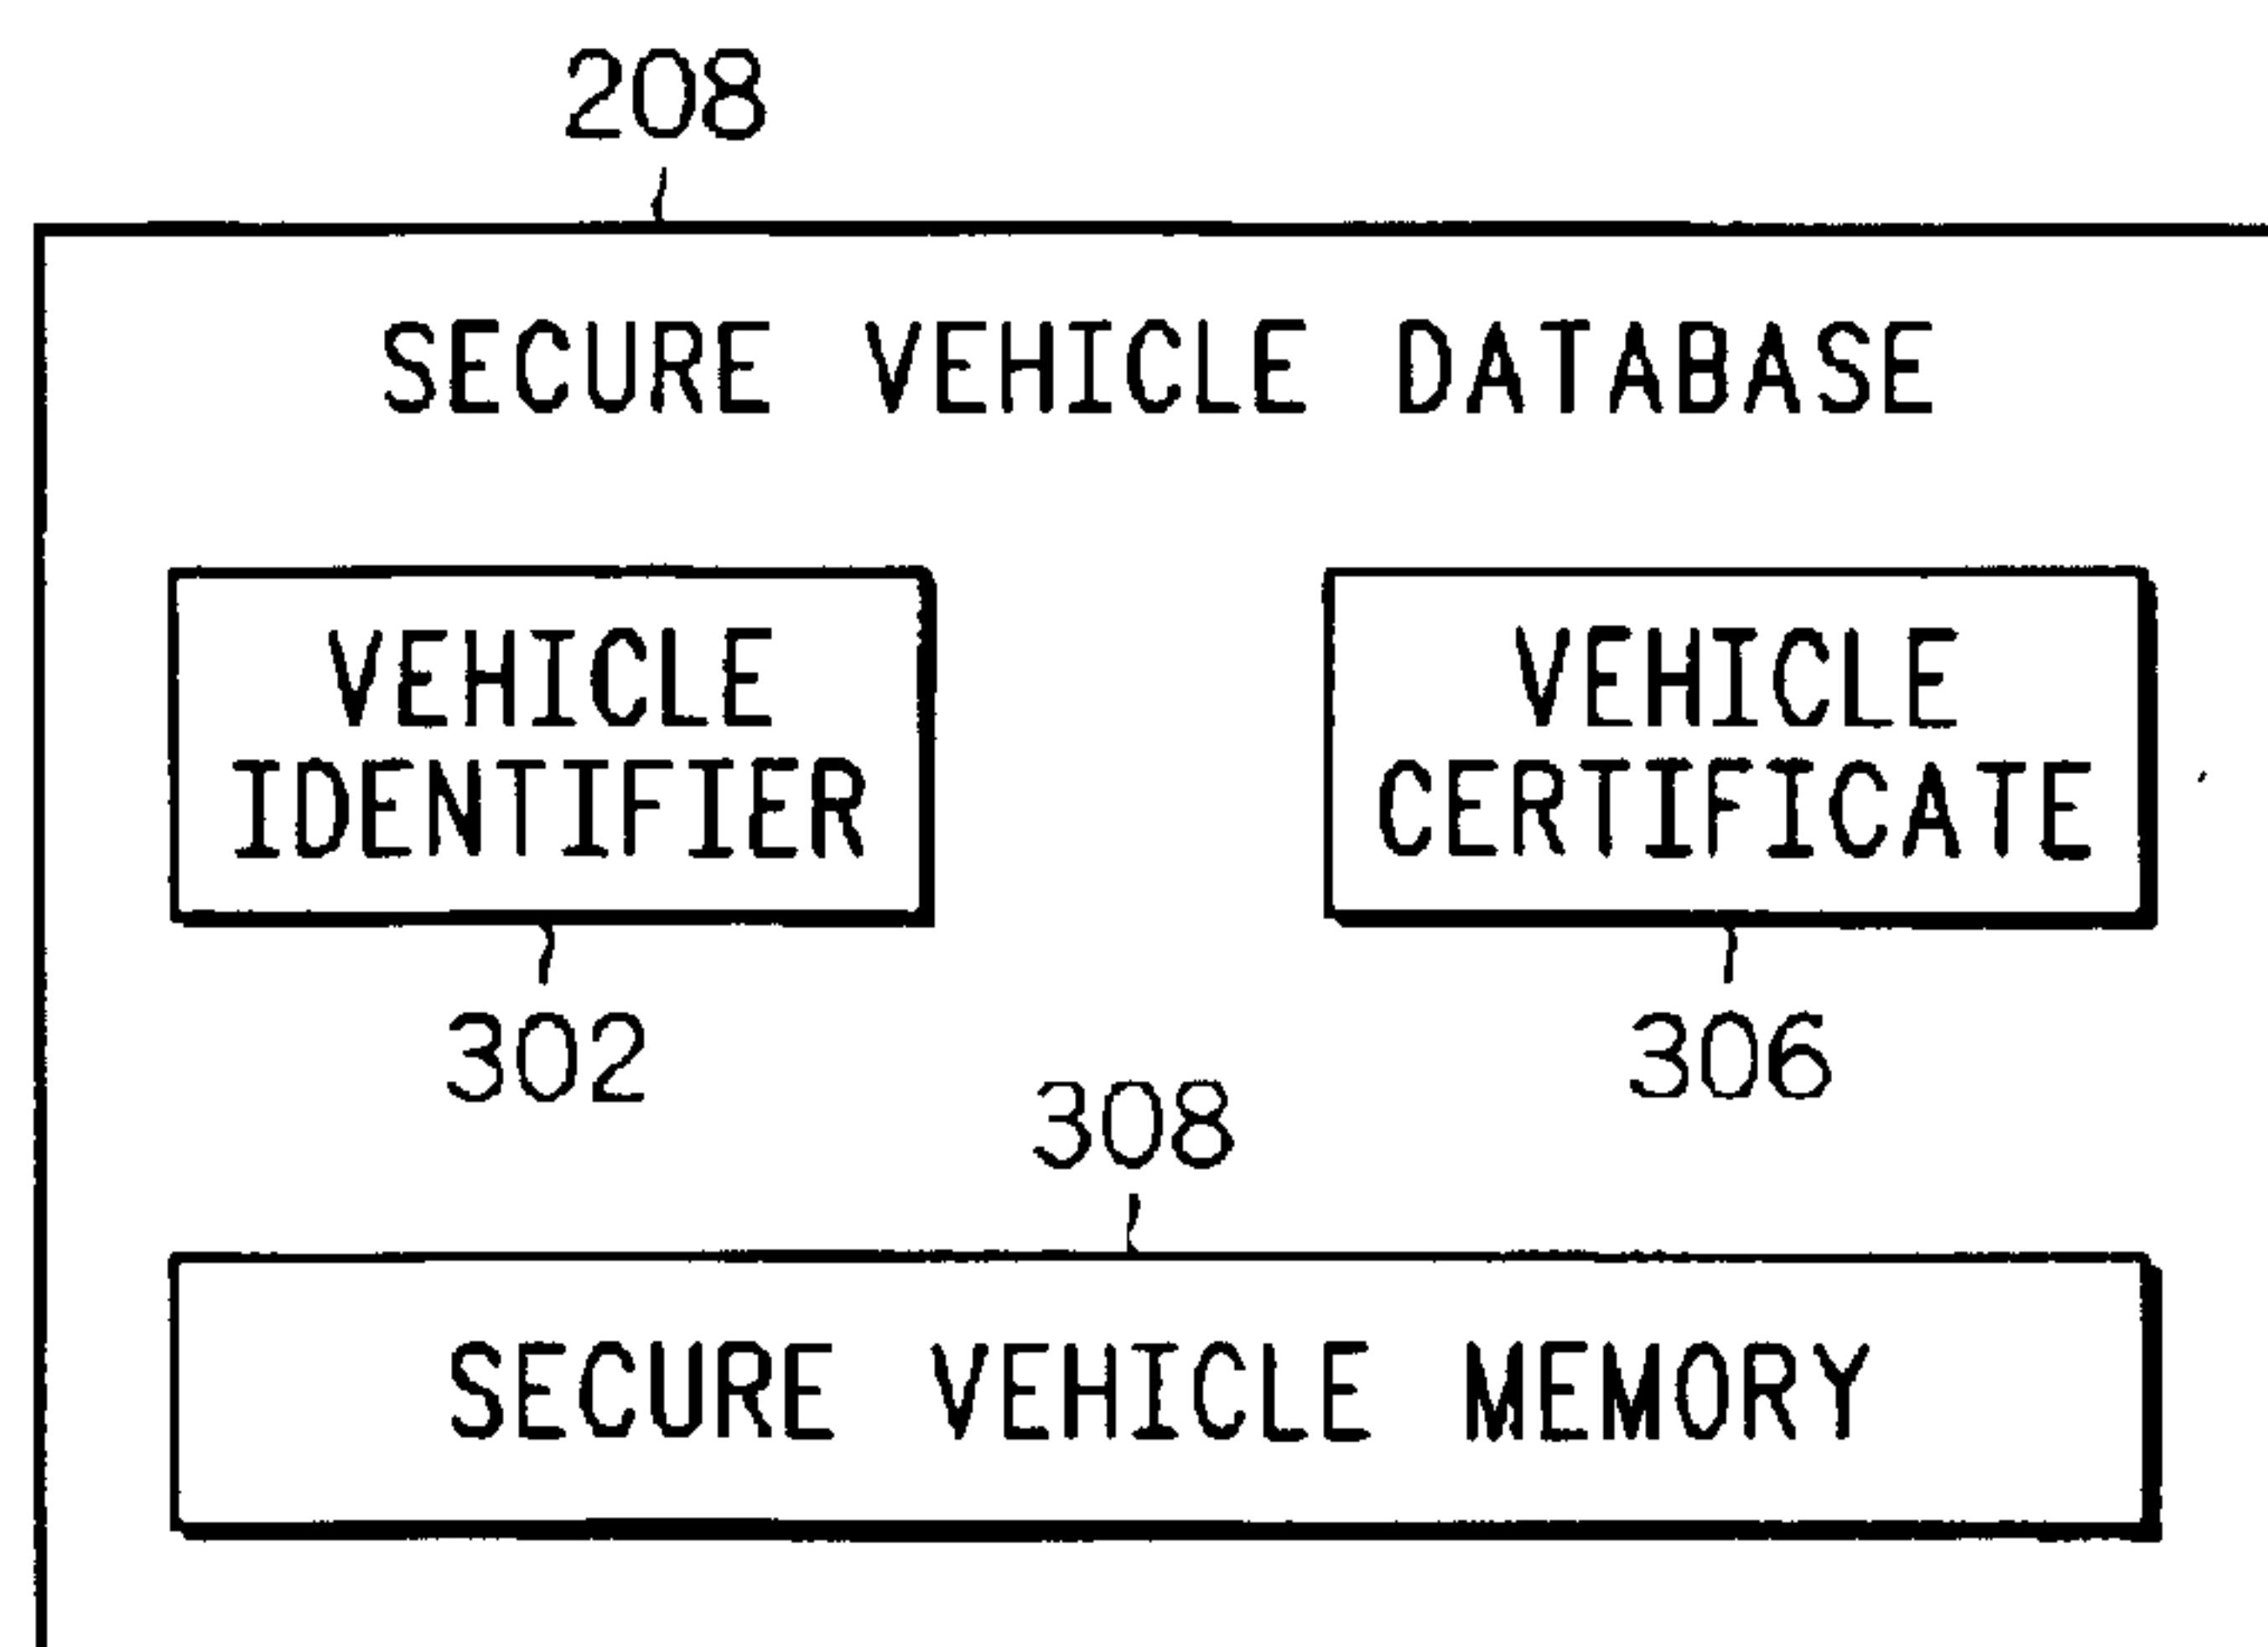 208
SECURE VEHICLE DATABASE
VEHICLE
IDENTIFIER
302
VEHICLE
CERTIFICATE
306
308
SECURE VEHICLE MEMORY